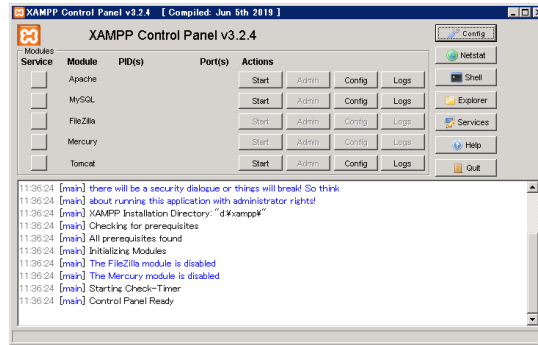 XAMPP Control Panel v3.2.4 [ Compiled: Jun 5th 2019 ]
XAMPP Control Panel v3.2.4
Config
Modules
Service Module PID(s) Port(s) Actions
Netstat
Apache Start Admin Config Logs
Shell
MySQL Start Admin Config Logs
Explorer
FileZilla Start Admin Config Logs
Services
Mercury Start Admin Config Logs
Help
Tomcat Start Admin Config Logs
Quit
11:36:24 [main] there will be a security dialogue or things will break! So think
11:36:24 [main] about running this application with administrator rights!
11:36:24 [main] XAMPP Installation Directory: "d:¥xampp¥"
11:36:24 [main] Checking for prerequisites
11:36:24 [main] All prerequisites found
11:36:24 [main] Initializing Modules
11:36:24 [main] The FileZilla module is disabled
11:36:24 [main] The Mercury module is disabled
11:36:24 [main] Starting Check-Timer
11:36:24 [main] Control Panel Ready